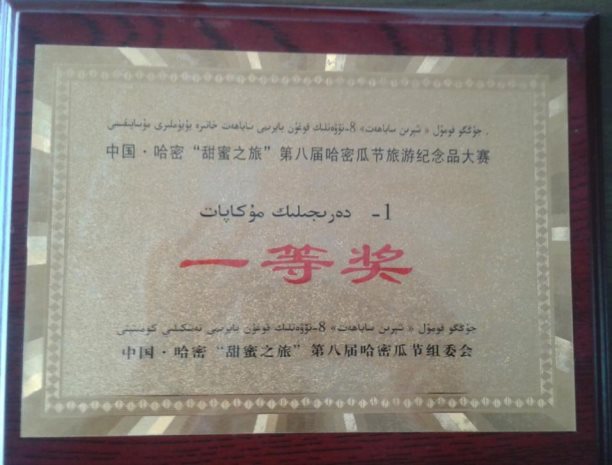 جۇڭگو قومۇل « شېرىن ساياھەت» 8-نۆۋەتلىك قوغۇن بايرىمى ساياھەت خاتىرە بۇيۇملىرى مۇسابىقىسى
中国·哈密“甜蜜之旅”第八届哈密瓜节旅游纪念品大赛
1- دەرىجىلىك مۇكاپات
一等奖
جۇڭگو قومۇل « شېرىن ساياھەت» 8-نۆۋەتلىك قوغۇن بايرىمى تەشكىلىي كومىتېتى
中国·哈密“甜蜜之旅”第八届哈密瓜节组委会